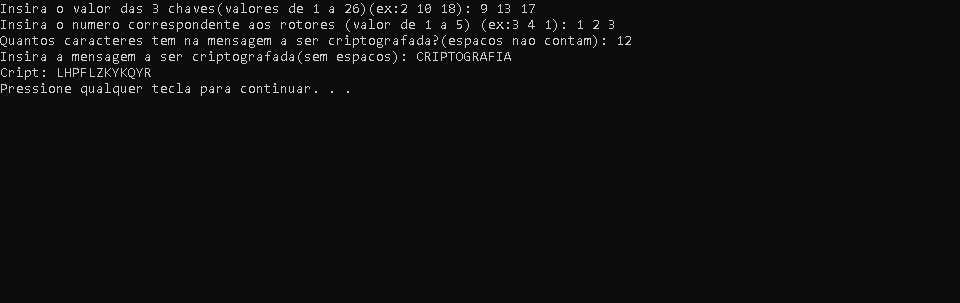 Insira o valor das 3 chaves(valores de 1 a 26)(ex:2 10 18): 9 13 17
Insira o numero correspondente aos rotores (valor de 1 a 5) (ex:3 4 1): 1 2 3
Quantos caracteres tem na mensagem a ser criptografada?(espacos nao contam): 12
Insira a mensagem a ser criptografada(sem espacos): CRIPTOGRAFIA
Cript: LHPFLZKYKQYR
Pressione qualquer tecla para continuar. . .